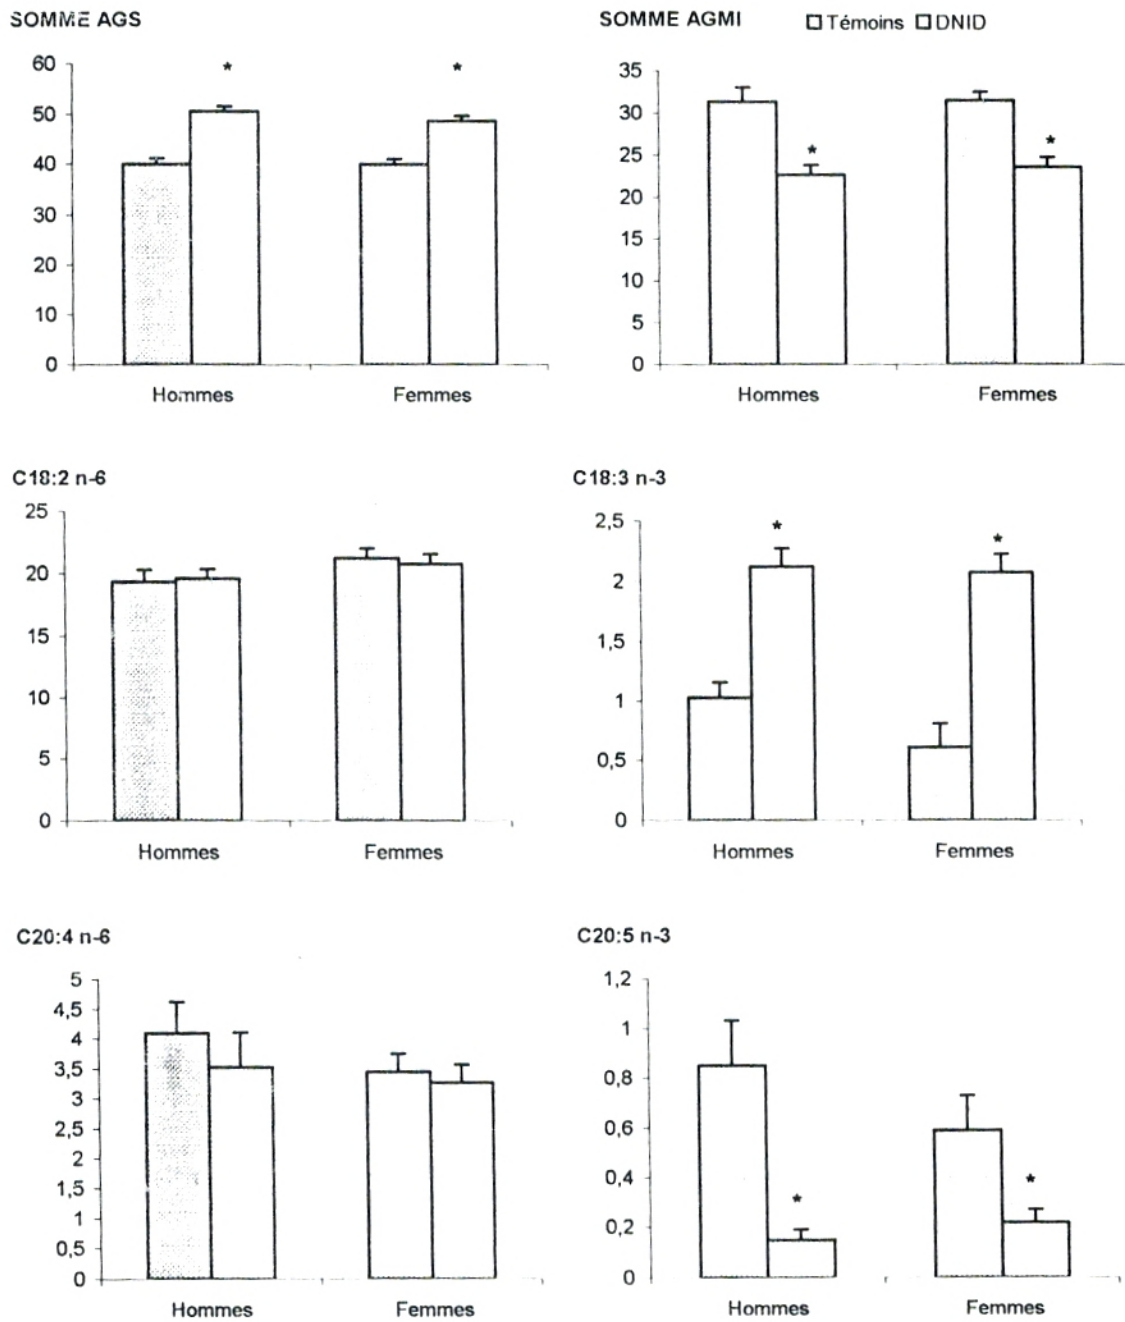 SOMME AGS
SOMME AGMI
Témoins DNID
60
50
40
30
20
10
0
*
*
Hommes
Femmes
35
30
25
20
15
10
5
0
*
*
Hommes
Femmes
C18:2 n-6
25
20
15
10
5
0
Hommes
Femmes
C18:3 n-3
2,5
2
1,5
1
0,5
0
*
*
Hommes
Femmes
C20:4 n-6
5
4,5
4
3,5
3
2,5
2
1,5
1
0,5
0
Hommes
Femmes
C20:5 n-3
1,2
1
0,8
0,6
0,4
0,2
0
*
*
Hommes
Femmes